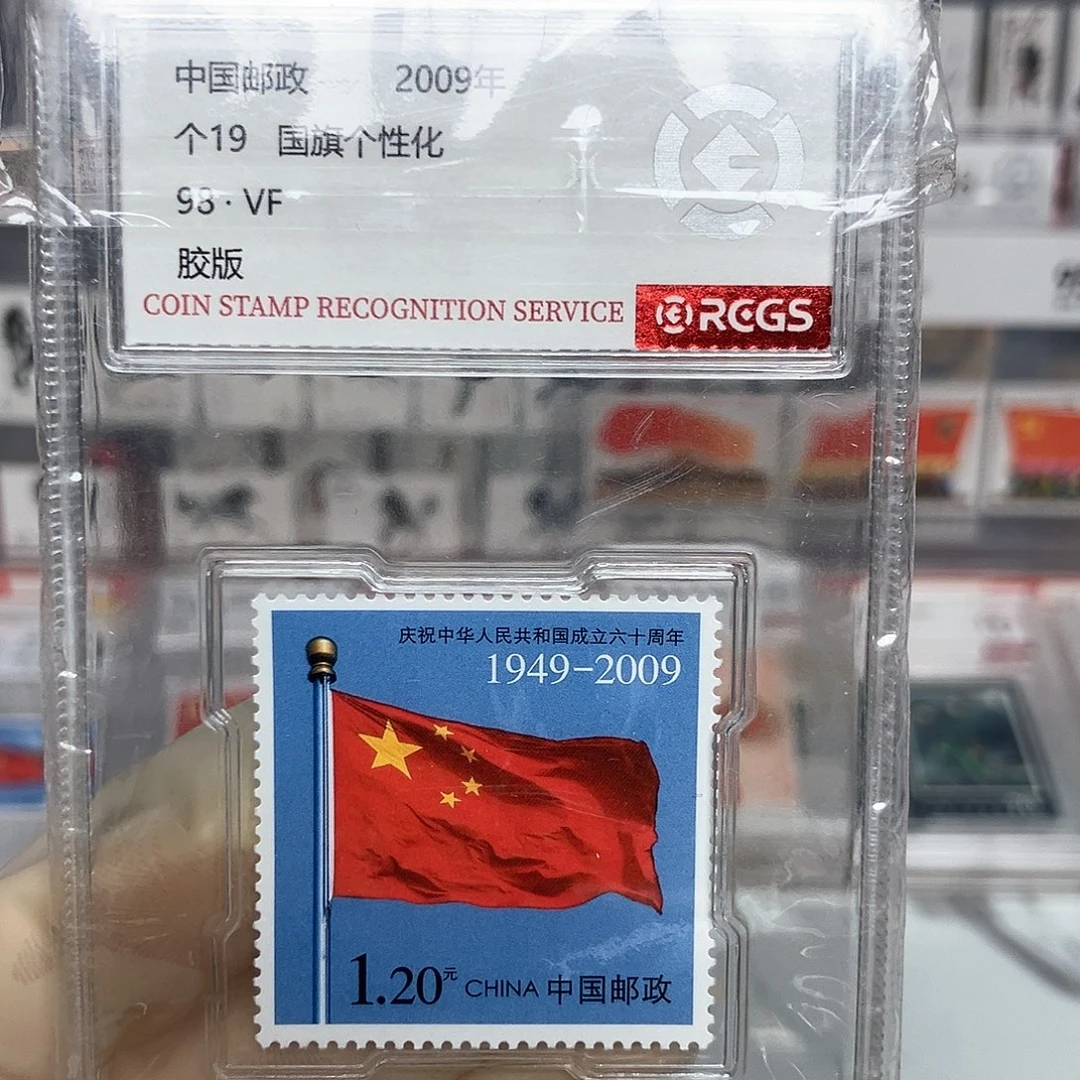 中国邮政 2009年
个19 国旗个性化
98 · VF
胶版
COIN STAMP RECOGNITION SERVICE
RCGS
庆祝中华人民共和国成立六十周年
1949-2009
1.20元 CHINA 中国邮政